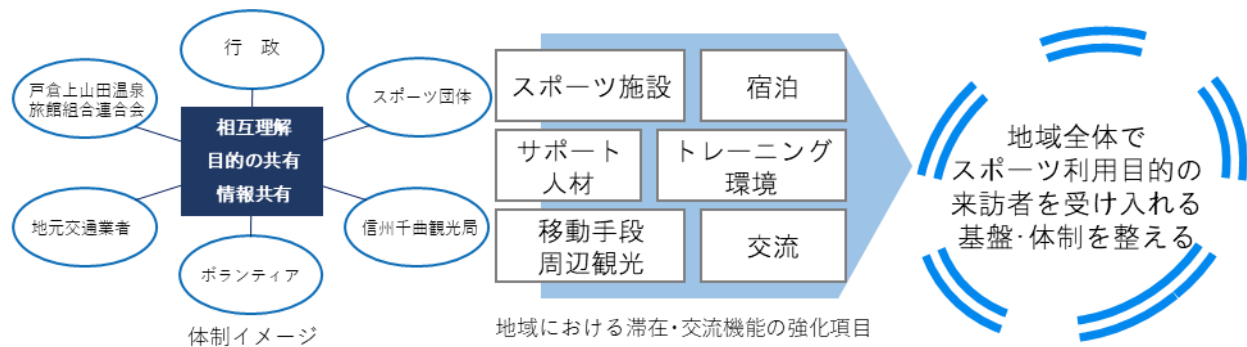 行　政
戸倉上山田温泉
旅館組合連合会
スポーツ団体
相互理解
目的の共有
情報共有
地元交通業者
信州千曲観光局
ボランティア
体制イメージ
スポーツ施設
宿泊
サポート
人材
トレーニング
環境
移動手段
周辺観光
交流
地域における滞在･交流機能の強化項目
地域全体で
スポーツ利用目的の
来訪者を受け入れる
基盤･体制を整える